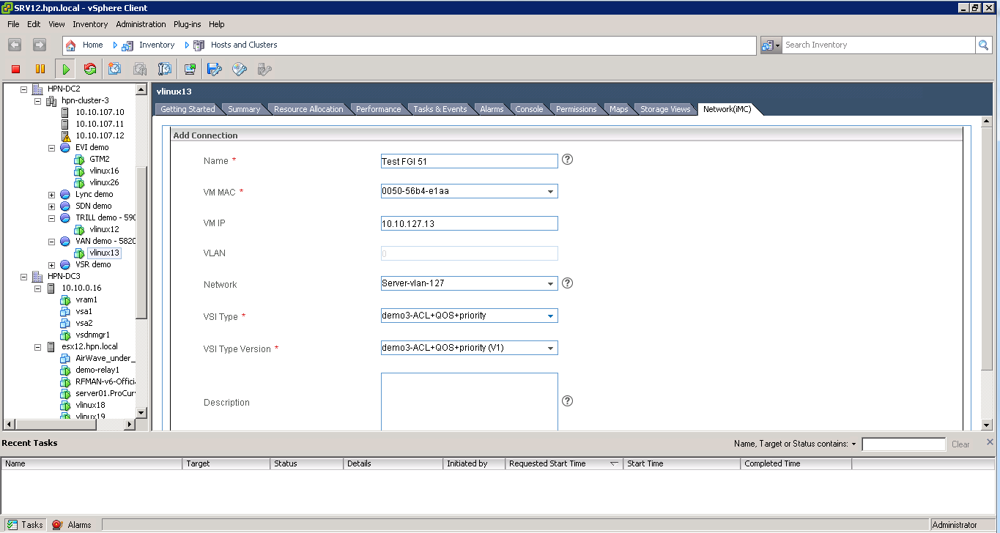 SRV12.hpn.local - vSphere Client
File Edit View Inventory Administration Plug-ins Help
Home Inventory Hosts and Clusters Search Inventory
HPN-DC2
hpn-cluster-3
10.10.107.10
10.10.107.11
10.10.107.12
EVI demo
GTM2
vlinux16
vlinux26
Lync demo
SDN demo
TRILL demo - 590
vlinux12
VAN demo - 5820
vlinux13
VSR demo
HPN-DC3
10.10.0.16
vram1
vsa1
vsa2
vsdnmgr1
esx12.hpn.local
AirWave_under_
demo-relay1
RFMAN-v6-Offici
server01.ProCur
vlinux18
vlinux19
vlinux13
Getting Started Summary Resource Allocation Performance Tasks & Events Alarms Console Permissions Maps Storage Views Network(iMC)
Add Connection
Name * Test FGI 51 ?
VM MAC * 0050-56b4-e1aa
VM IP 10.10.127.13
VLAN 0
Network Server-vlan-127 ?
VSI Type * demo3-ACL+QOS+priority
VSI Type Version * demo3-ACL+QOS+priority (V1)
Description ?
Recent Tasks Name, Target or Status contains: Clear
Name Target Status Details Initiated by Requested Start Time Start Time Completed Time
Tasks Alarms Administrator